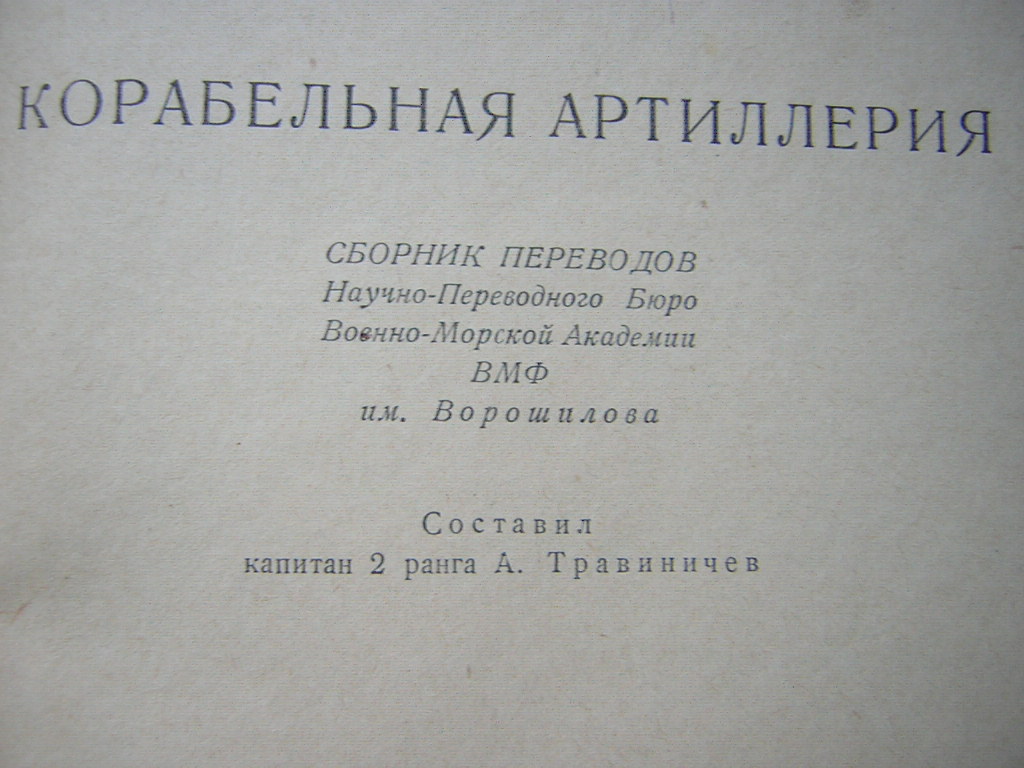 КОРАБЕЛЬНАЯ АРТИЛЛЕРИЯ
СБОРНИК ПЕРЕВОДОВ
Научно-Переводного Бюро
Военно-Морской Академии
ВМФ
им. Ворошилова
Составил
капитан 2 ранга А. Травиничев